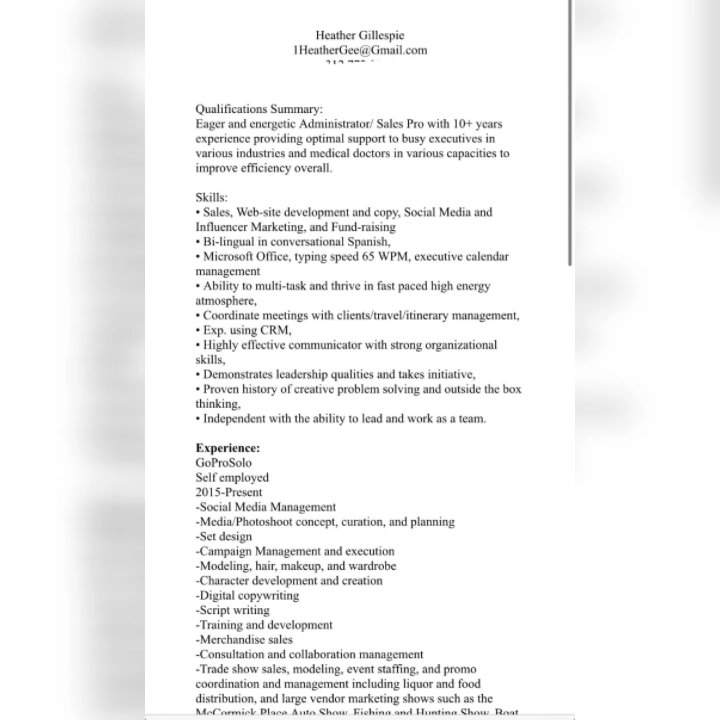 Heather Gillespie
1HeatherGee@Gmail.com
Qualifications Summary:
Eager and energetic Administrator/ Sales Pro with 10+ years
experience providing optimal support to busy executives in
various industries and medical doctors in various capacities to
improve efficiency overall.
Skills:
• Sales, Web-site development and copy, Social Media and
Influencer Marketing, and Fund-raising
• Bi-lingual in conversational Spanish,
• Microsoft Office, typing speed 65 WPM, executive calendar
management
• Ability to multi-task and thrive in fast paced high energy
atmosphere,
• Coordinate meetings with clients/travel/itinerary management,
• Exp. using CRM,
• Highly effective communicator with strong organizational
skills,
• Demonstrates leadership qualities and takes initiative,
• Proven history of creative problem solving and outside the box
thinking,
• Independent with the ability to lead and work as a team.
Experience:
GoProSolo
Self employed
2015-Present
-Social Media Management
-Media/Photoshoot concept, curation, and planning
-Set design
-Campaign Management and execution
-Modeling, hair, makeup, and wardrobe
-Character development and creation
-Digital copywriting
-Script writing
-Training and development
-Merchandise sales
-Consultation and collaboration management
-Trade show sales, modeling, event staffing, and promo
coordination and management including liquor and food
distribution, and large vendor marketing shows such as the
McCormick Place Auto Show, Fishing and Hunting Show, Boat